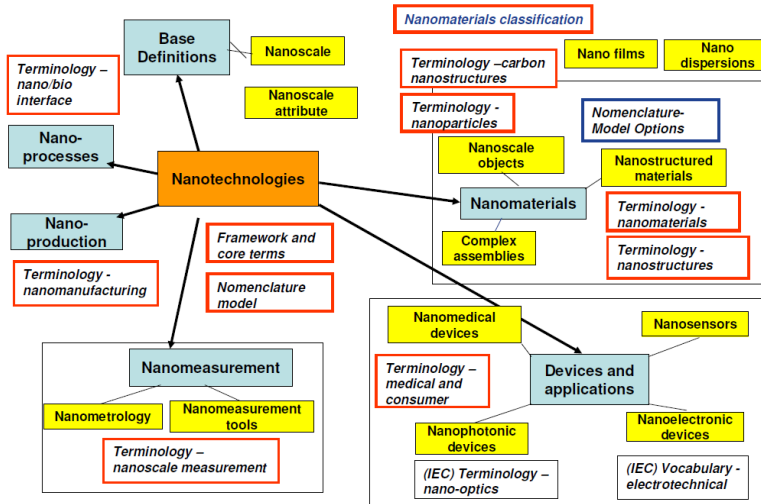 Nanomaterials classification
Base
Definitions
Nanoscale
Nano films
Nano
dispersions
Terminology –
nano/bio
interface
Terminology –carbon
nanostructures
Nanoscale
attribute
Terminology -
nanoparticles
Nomenclature-
Model Options
Nano-
processes
Nanotechnologies
Nanoscale
objects
Nanostructured
materials
Nanomaterials
Nano-
production
Framework and
core terms
Complex
assemblies
Terminology -
nanomaterials
Terminology -
nanostructures
Terminology -
nanomanufacturing
Nomenclature
model
Nanomedical
devices
Nanosensors
Nanomeasurement
Terminology –
medical and
consumer
Devices and
applications
Nanometrology
Nanomeasurement
tools
Nanophotonic
devices
Nanoelectronic
devices
Terminology –
nanoscale measurement
(IEC) Terminology –
nano-optics
(IEC) Vocabulary -
electrotechnical